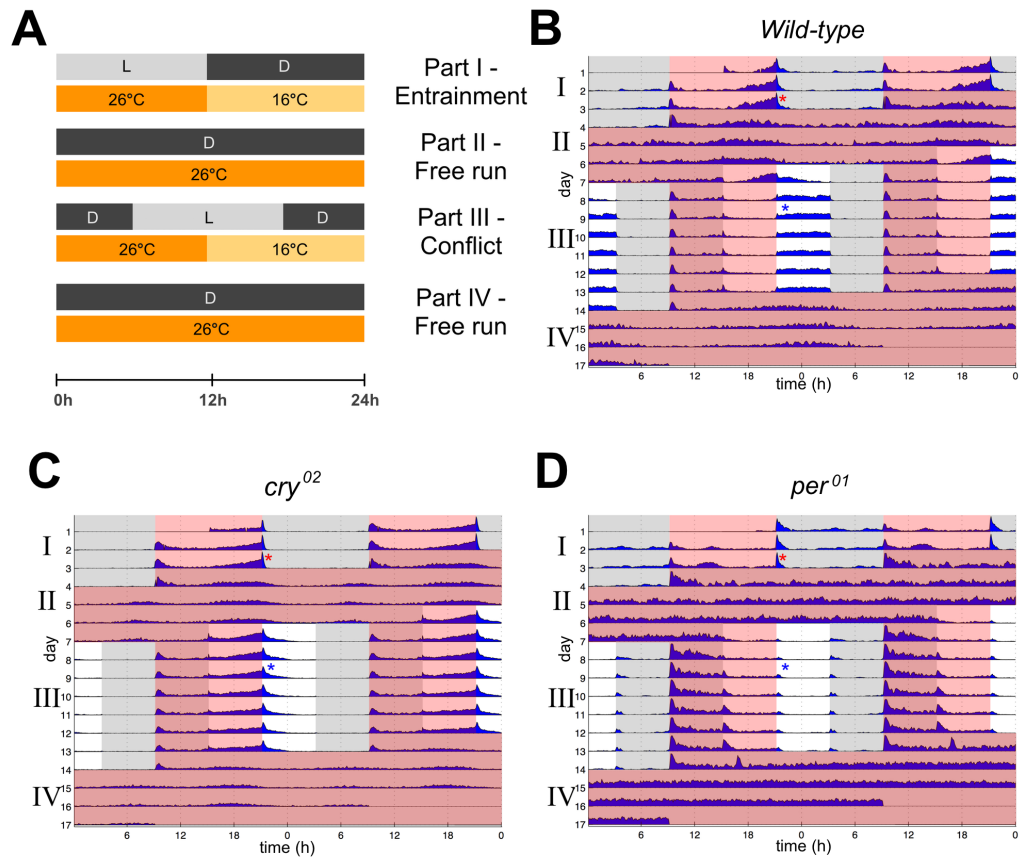 A
L D
26°C 16°C
Part I -
Entrainment
D
26°C
Part II -
Free run
D L D
26°C 16°C
Part III -
Conflict
D
26°C
Part IV -
Free run
0h 12h 24h
B
Wild-type
I
II
III
IV
day
1
2
3
4
5
6
7
8
9
10
11
12
13
14
15
16
17
*
*
6 12 18 0 6 12 18 0
time (h)
C
cry02
I
II
III
IV
day
1
2
3
4
5
6
7
8
9
10
11
12
13
14
15
16
17
*
*
6 12 18 0 6 12 18 0
time (h)
D
per01
I
II
III
IV
day
1
2
3
4
5
6
7
8
9
10
11
12
13
14
15
16
17
*
*
6 12 18 0 6 12 18 0
time (h)